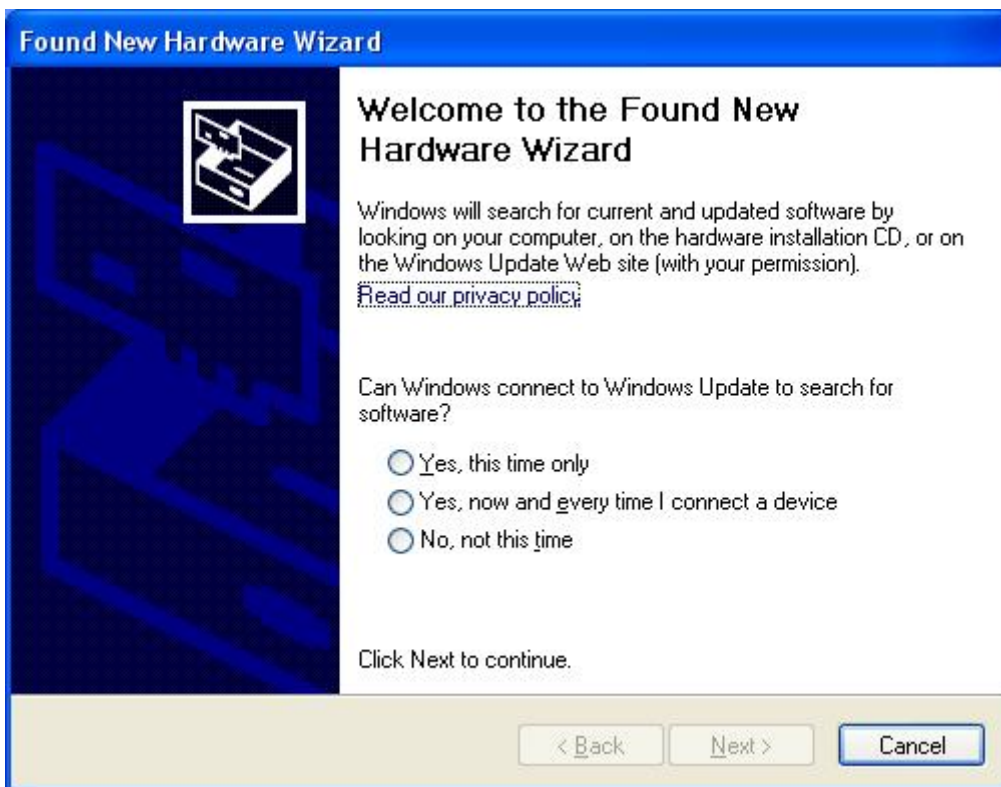 Found New Hardware Wizard
Welcome to the Found New
Hardware Wizard
Windows will search for current and updated software by
looking on your computer, on the hardware installation CD, or on
the Windows Update Web site (with your permission).
Read our privacy policy
Can Windows connect to Windows Update to search for
software?
Yes, this time only
Yes, now and every time I connect a device
No, not this time
Click Next to continue.
< Back Next > Cancel